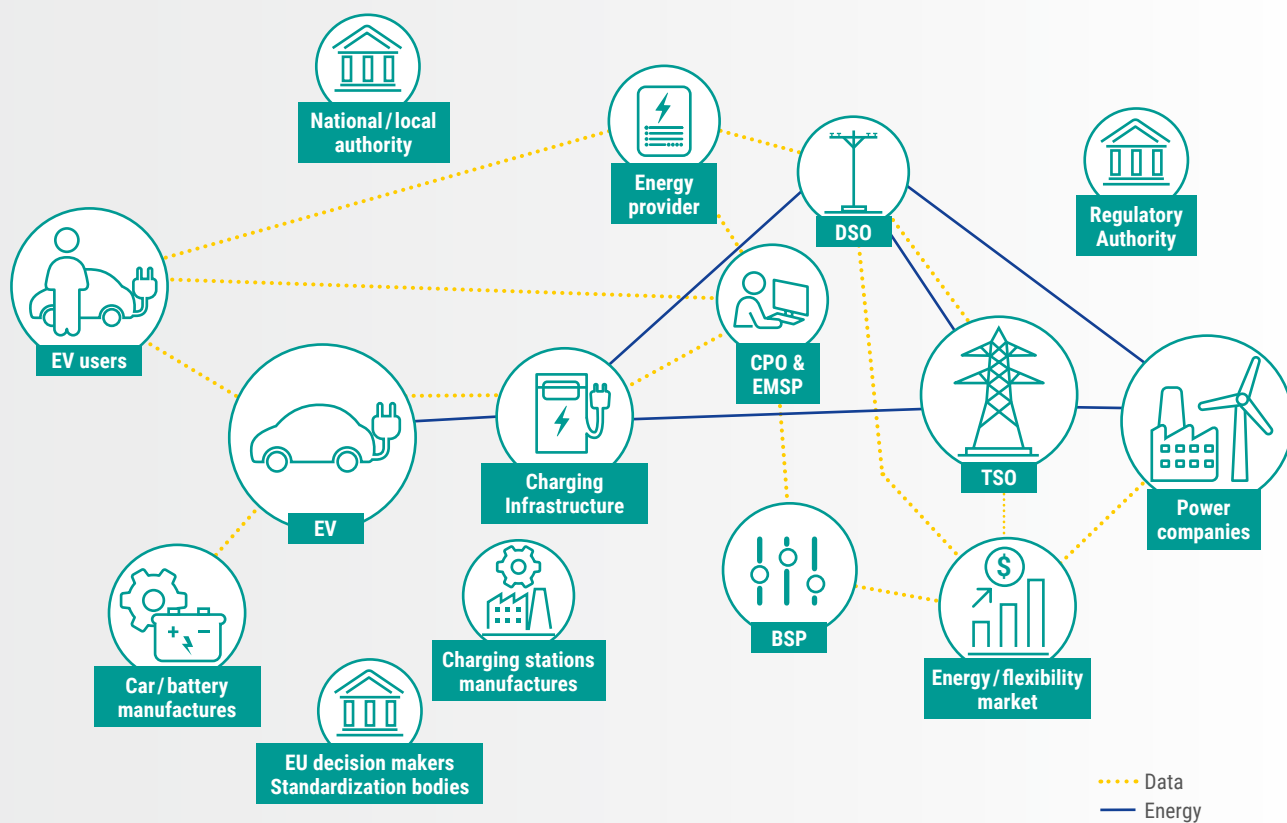 National / local
authority
Energy
provider
DSO
Regulatory
Authority
EV users
CPO &
EMSP
EV
Charging
Infrastructure
TSO
Power
companies
$
BSP
Car / battery
manufactures
Charging stations
manufactures
Energy / flexibility
market
EU decision makers
Standardization bodies
Data
Energy